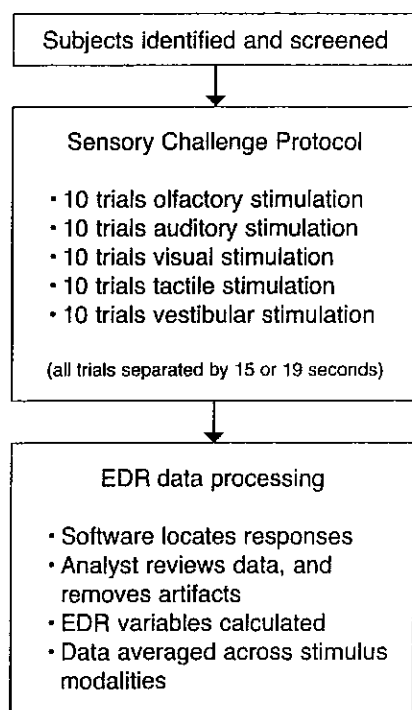 Subjects identified and screened
Sensory Challenge Protocol
• 10 trials olfactory stimulation
• 10 trials auditory stimulation
• 10 trials visual stimulation
• 10 trials tactile stimulation
• 10 trials vestibular stimulation
(all trials separated by 15 or 19 seconds)
EDR data processing
• Software locates responses
• Analyst reviews data, and
removes artifacts
• EDR variables calculated
• Data averaged across stimulus
modalities